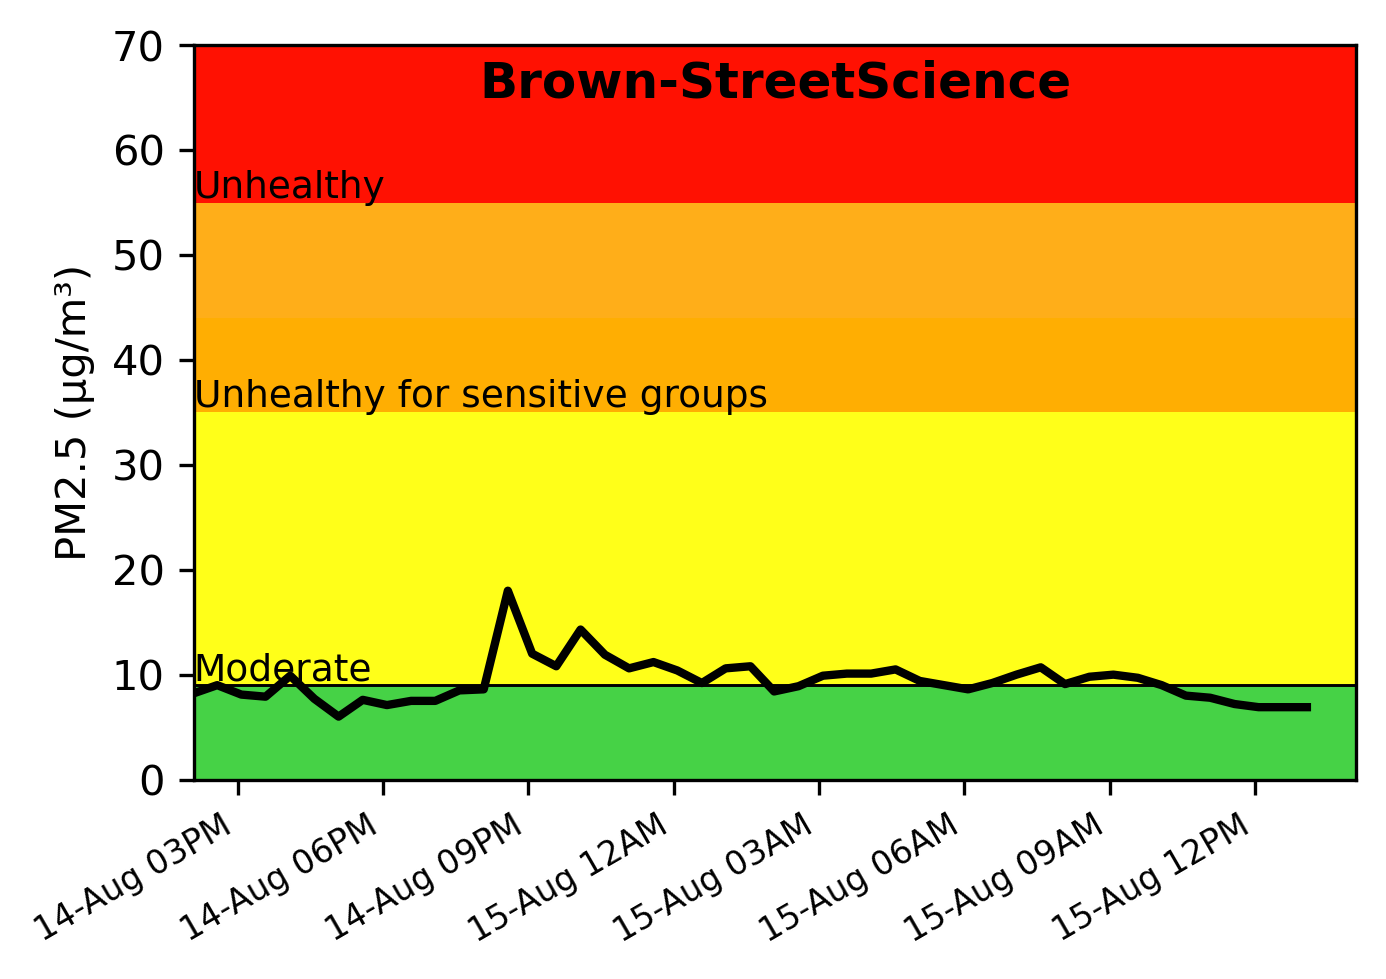 Brown-StreetScience
PM2.5 (µg/m³)
70
60
50
40
30
20
10
0
Unhealthy
Unhealthy for sensitive groups
Moderate
14-Aug 03PM
14-Aug 06PM
14-Aug 09PM
15-Aug 12AM
15-Aug 03AM
15-Aug 06AM
15-Aug 09AM
15-Aug 12PM